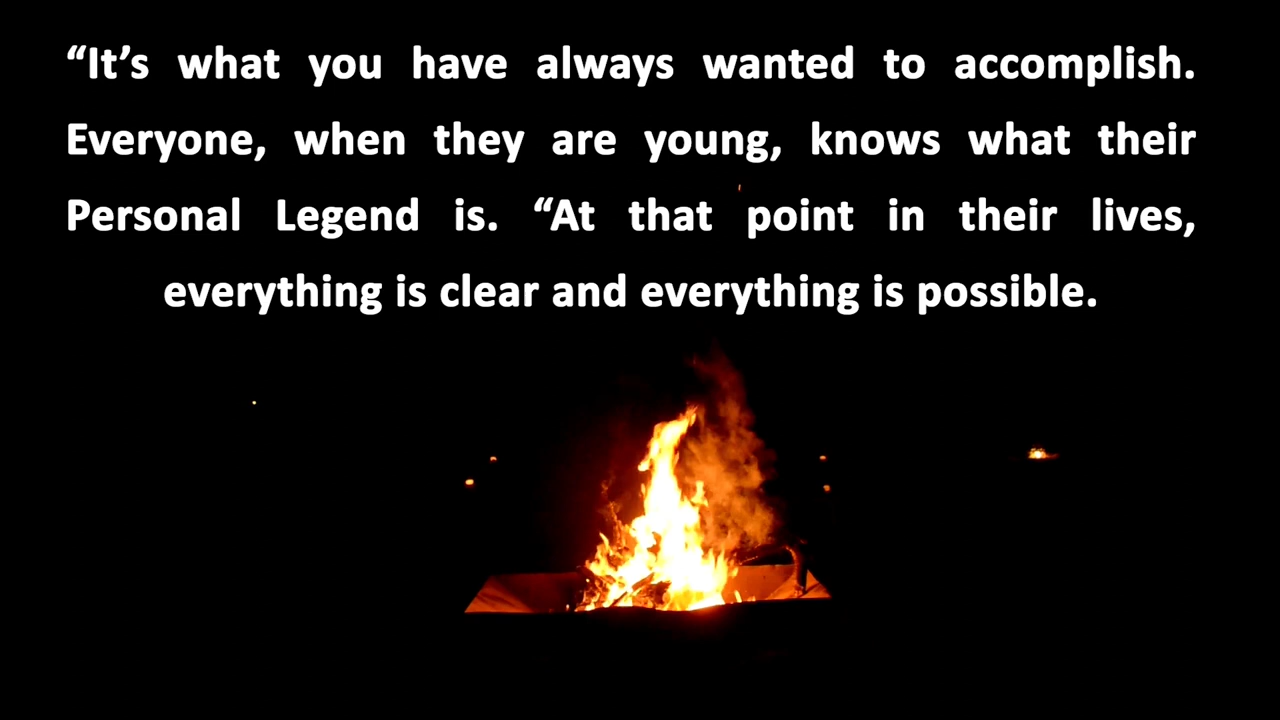 “It’s what you have always wanted to accomplish.
Everyone, when they are young, knows what their
Personal Legend is. “At that point in their lives,
everything is clear and everything is possible.